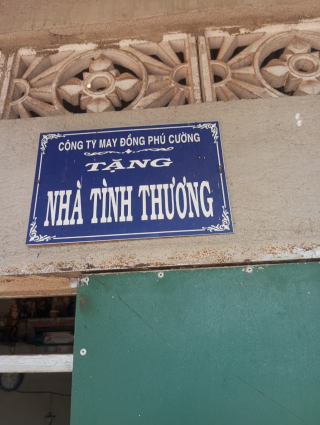 CÔNG TY MAY ĐỒNG PHÚ CƯỜNG
TẶNG
NHÀ TÌNH THƯƠNG